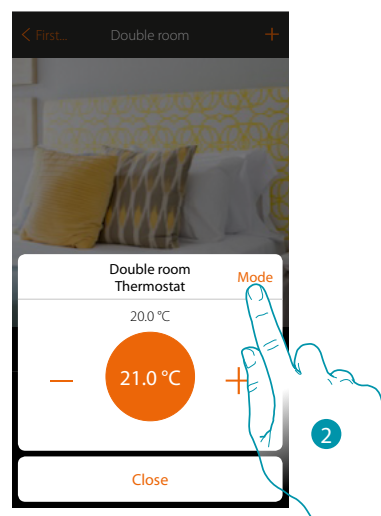 < First... Double room +
Double room
Thermostat
Mode
20.0 °C
— 21.0 °C +
2
Close